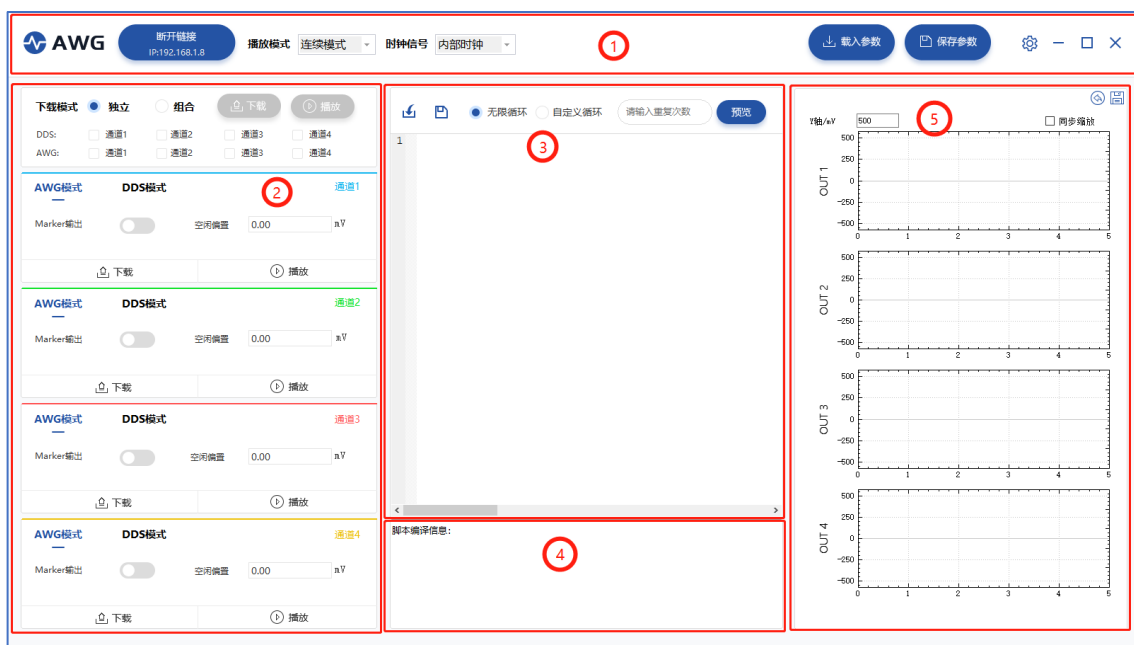 AWG
断开链接
IP:192.168.1.8
播放模式 连续模式 时钟信号 内部时钟
1
载入参数 保存参数
下载模式 独立 组合 下载 播放
DDS: 通道1 通道2 通道3 通道4
AWG: 通道1 通道2 通道3 通道4
AWG模式 DDS模式 2 通道1
Marker输出 空闲偏置 0.00 mV
下载 播放
AWG模式 DDS模式 通道2
Marker输出 空闲偏置 0.00 mV
下载 播放
AWG模式 DDS模式 通道3
Marker输出 空闲偏置 0.00 mV
下载 播放
AWG模式 DDS模式 通道4
Marker输出 空闲偏置 0.00 mV
下载 播放
无限循环 自定义循环 请输入重复次数 预览
1
3
脚本编译信息:
4
Y轴/mV 500 5 同步缩放
OUT 1
500
250
0
-250
-500
0 1 2 3 4 5
OUT 2
500
250
0
-250
-500
0 1 2 3 4 5
OUT 3
500
250
0
-250
-500
0 1 2 3 4 5
OUT 4
500
250
0
-250
-500
0 1 2 3 4 5